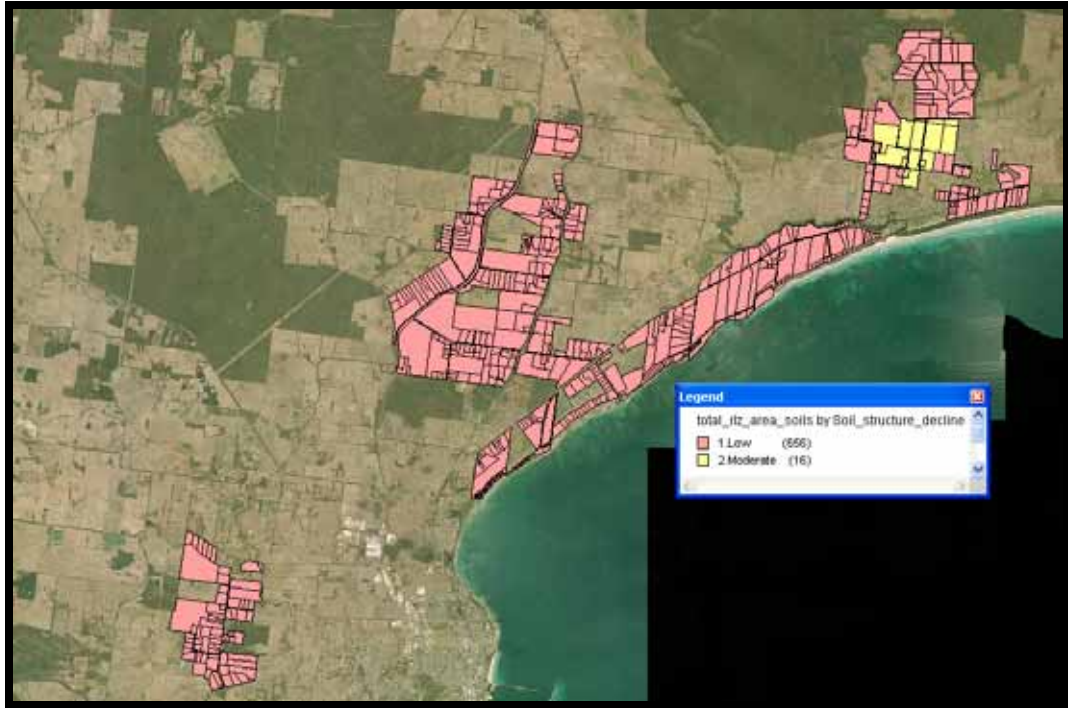 Legend
total_rlz_area_soils by Soil_structure_decline
1.Low (656)
2.Moderate (16)